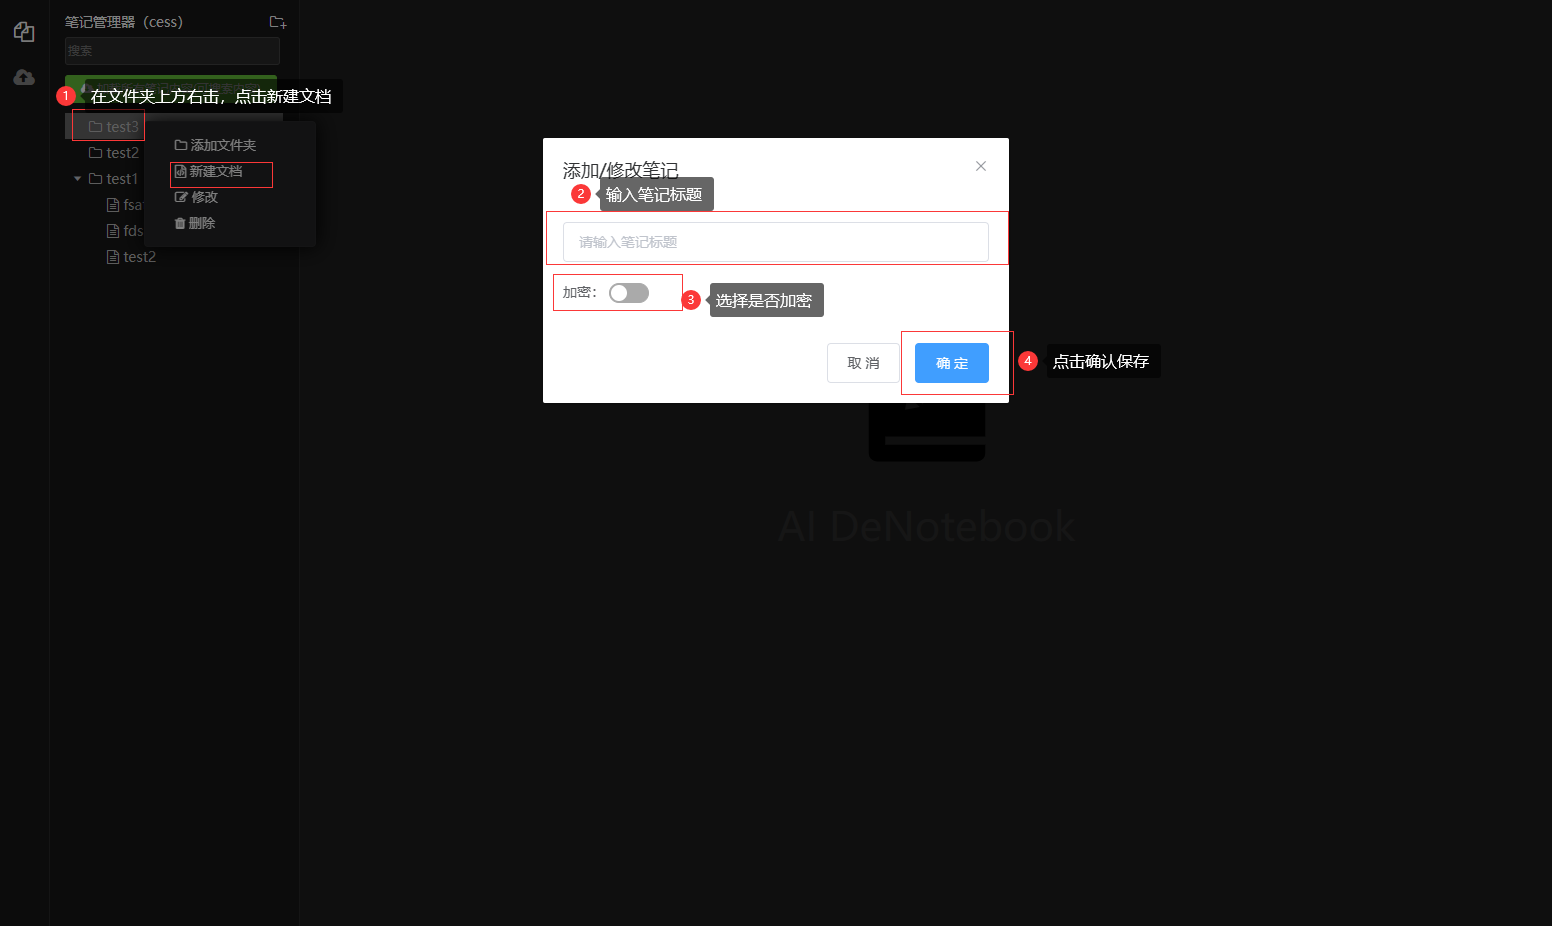 笔记管理器（cess）
搜索
1 在文件夹上方右击，点击新建文档
test3
添加文件夹
test2
新建文档
test1
修改
fsa
删除
fds
test2
添加/修改笔记
2 输入笔记标题
请输入笔记标题
加密：
3 选择是否加密
取 消
确 定
4 点击确认保存
AI DeNotebook